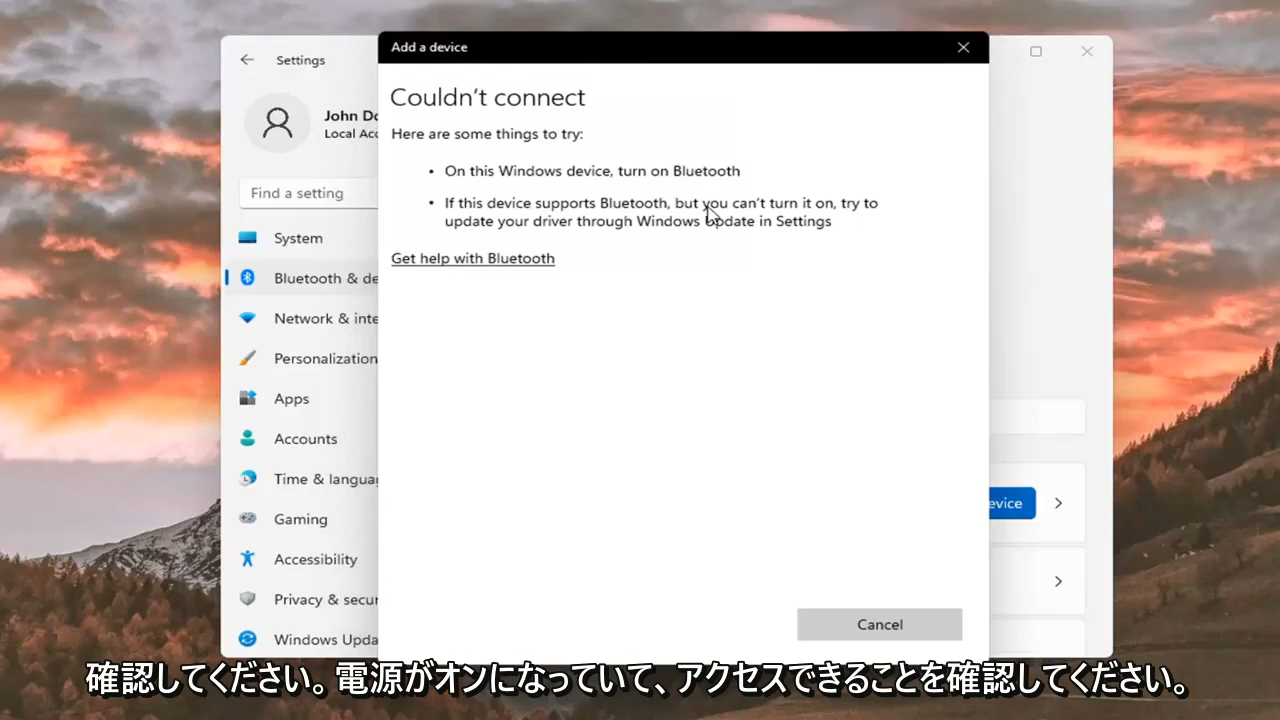 Add a device
Settings
Couldn't connect
John Do
Local Acc
Here are some things to try:
• On this Windows device, turn on Bluetooth
Find a setting
• If this device supports Bluetooth, but you can't turn it on, try to
update your driver through Windows Update in Settings
System
Get help with Bluetooth
Bluetooth & de
Network & inte
Personalization
Apps
Accounts
Time & langua
evice
Gaming
Accessibility
Privacy & secur
Cancel
Windows Upda
確認してください。電源がオンになっていて、アクセスできることを確認してください。